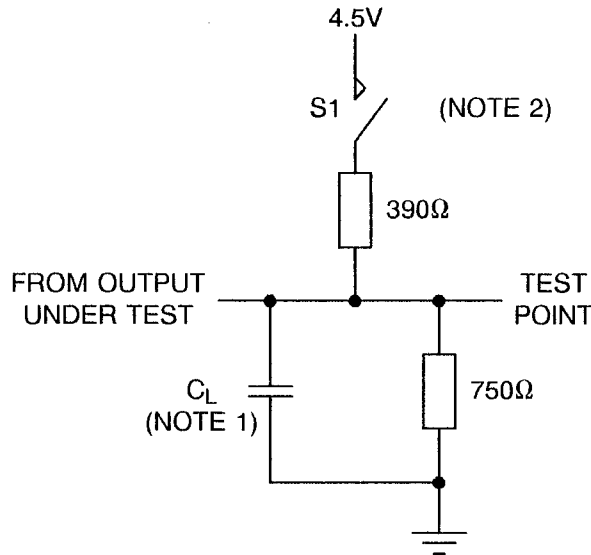 4.5V
S1
(NOTE 2)
390Ω
FROM OUTPUT
UNDER TEST
TEST
POINT
CL
(NOTE 1)
750Ω